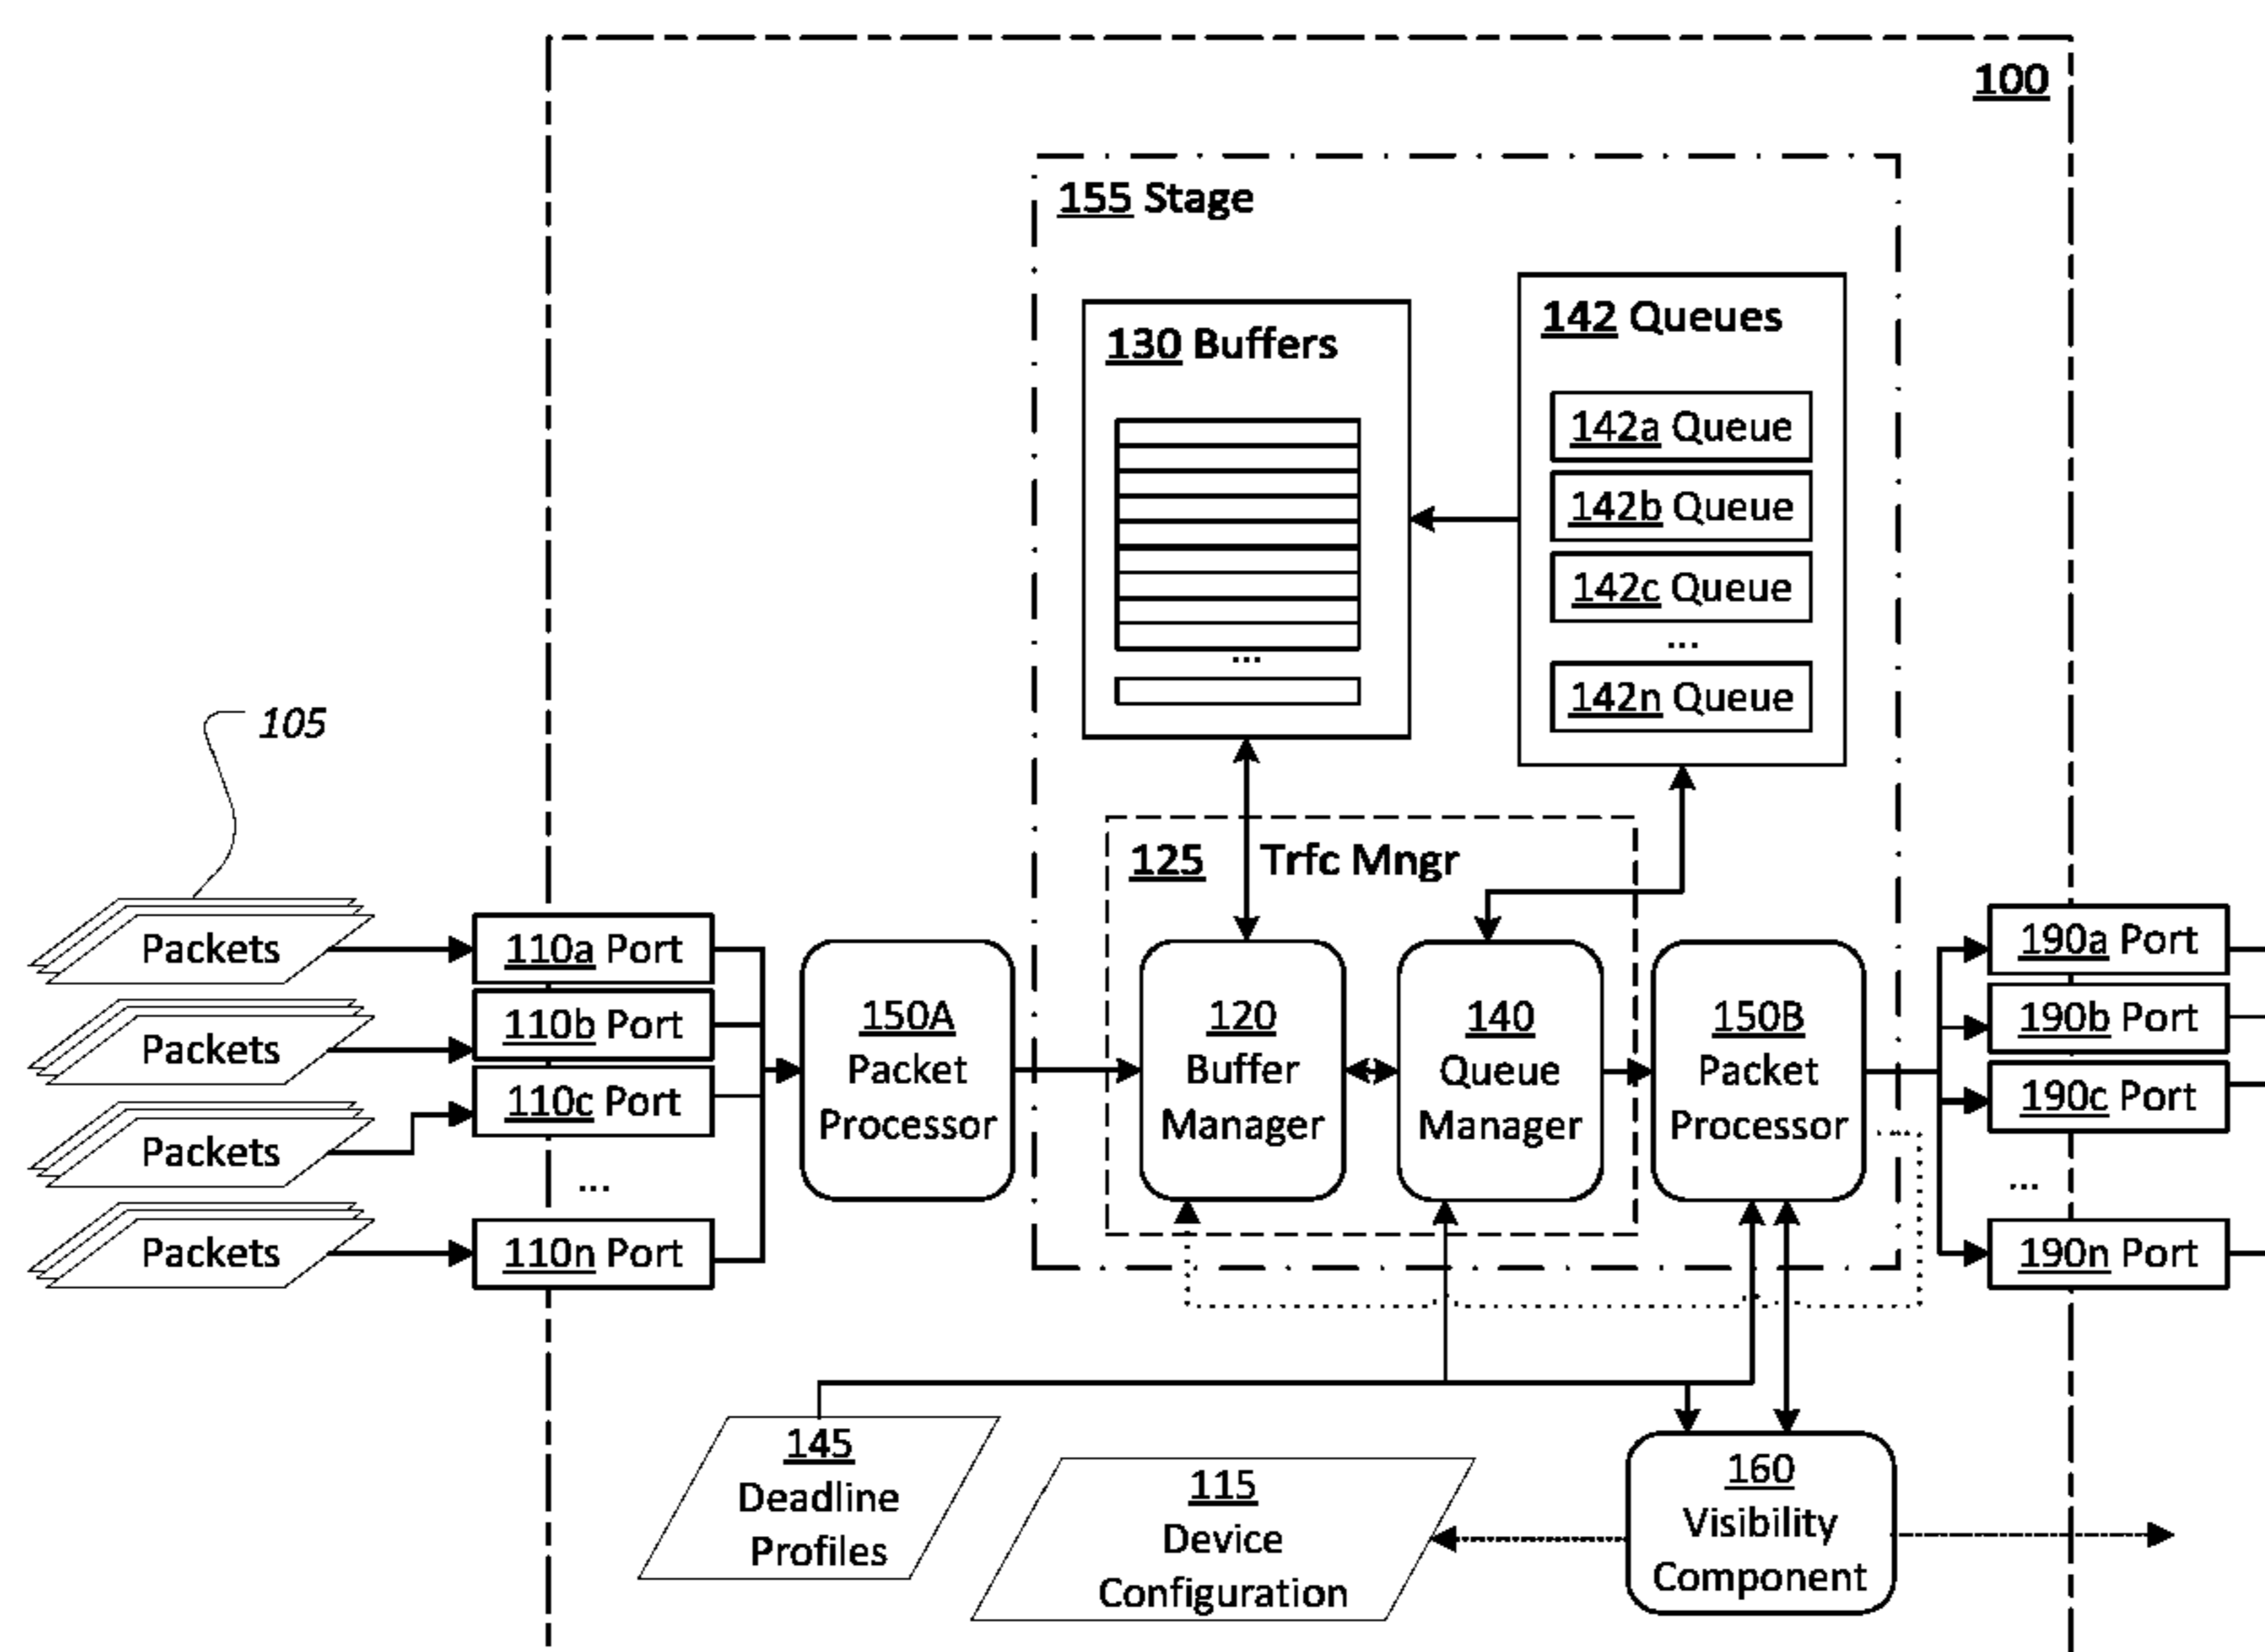 100
155 Stage
130 Buffers
...
142 Queues
142a Queue
142b Queue
142c Queue
...
142n Queue
105
Packets
Packets
Packets
Packets
110a Port
110b Port
110c Port
...
110n Port
150A
Packet
Processor
125 Trfc Mngr
120
Buffer
Manager
140
Queue
Manager
150B
Packet
Processor
190a Port
190b Port
190c Port
...
190n Port
145
Deadline
Profiles
115
Device
Configuration
160
Visibility
Component